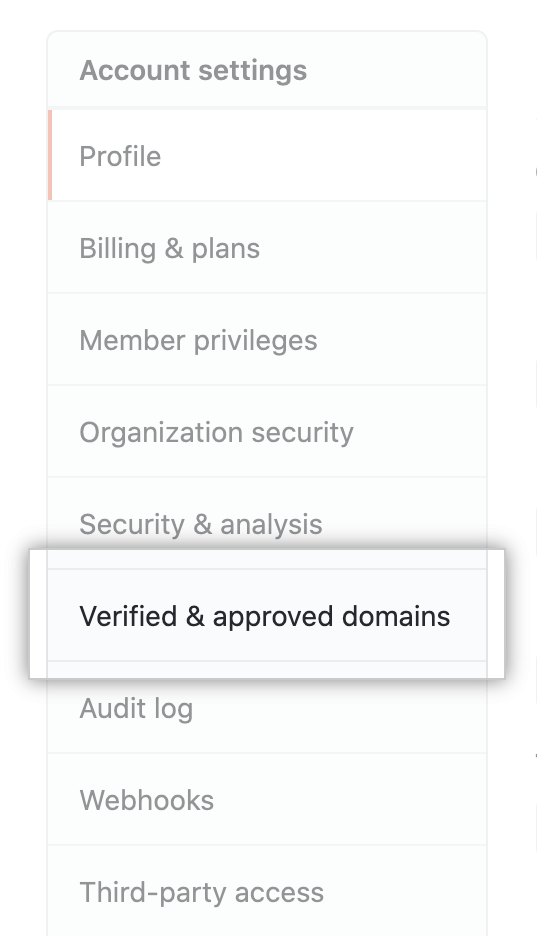 Account settings
Profile
Billing & plans
Member privileges
Organization security
Security & analysis
Verified & approved domains
Audit log
Webhooks
Third-party access